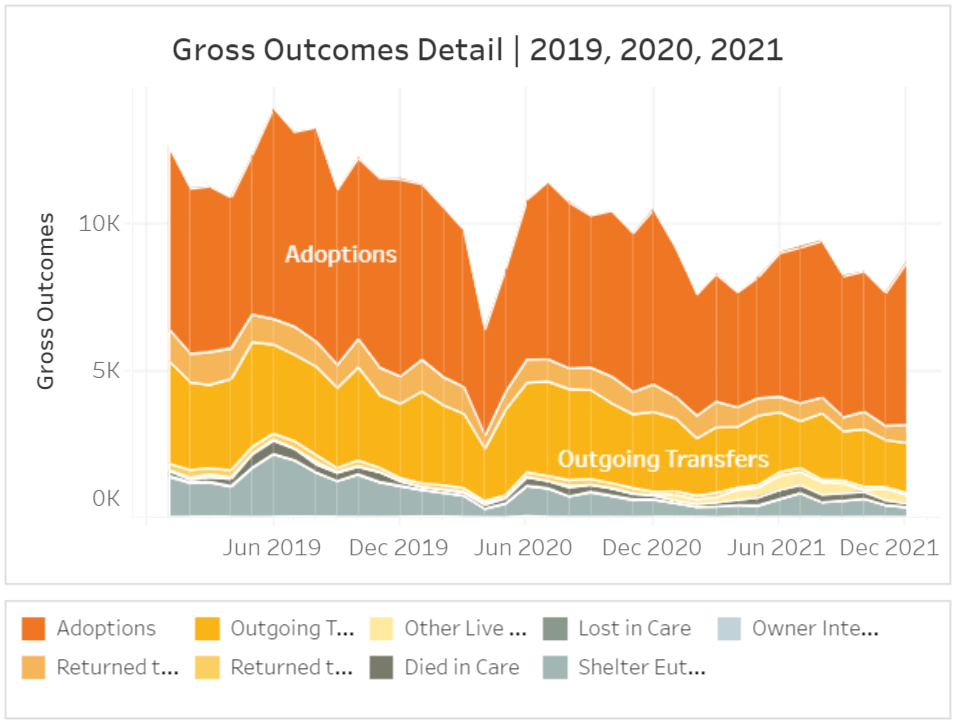 Gross Outcomes Detail | 2019, 2020, 2021
Gross Outcomes
10K
5K
0K
Adoptions
Outgoing Transfers
Jun 2019 Dec 2019 Jun 2020 Dec 2020 Jun 2021 Dec 2021
Adoptions Outgoing T... Other Live ... Lost in Care Owner Inte...
Returned t... Returned t... Died in Care Shelter Eut...